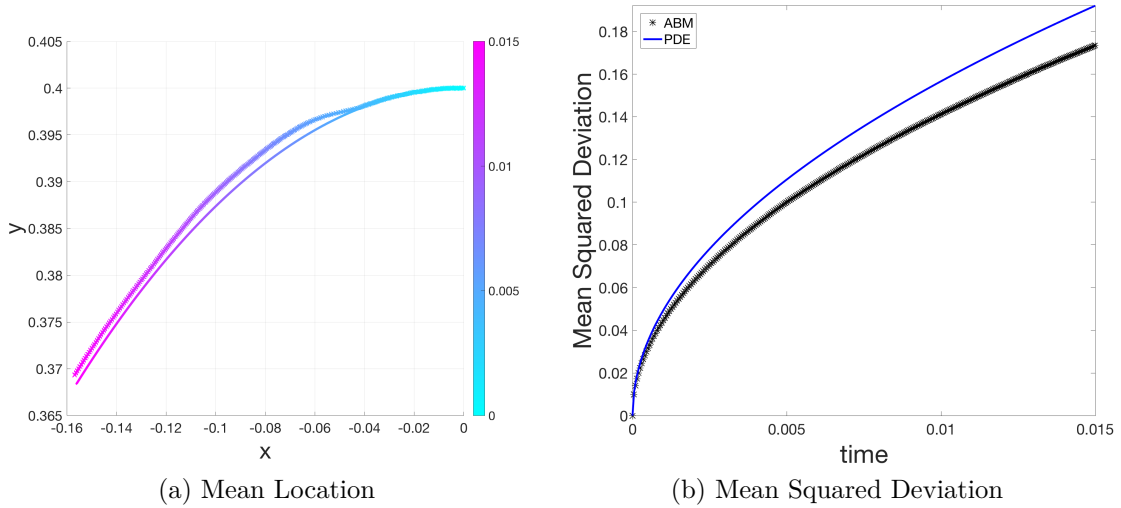 0.405
0.4
0.395
0.39
0.385
0.38
0.375
0.37
0.365
y
-0.16 -0.14 -0.12 -0.1 -0.08 -0.06 -0.04 -0.02 0
x
0.015
0.010
0.005
0
(a) Mean Location
ABM
PDE
0.18
0.16
0.14
0.12
0.1
0.08
0.06
0.04
0.02
0
Mean Squared Deviation
0 0.005 0.01 0.015
time
(b) Mean Squared Deviation